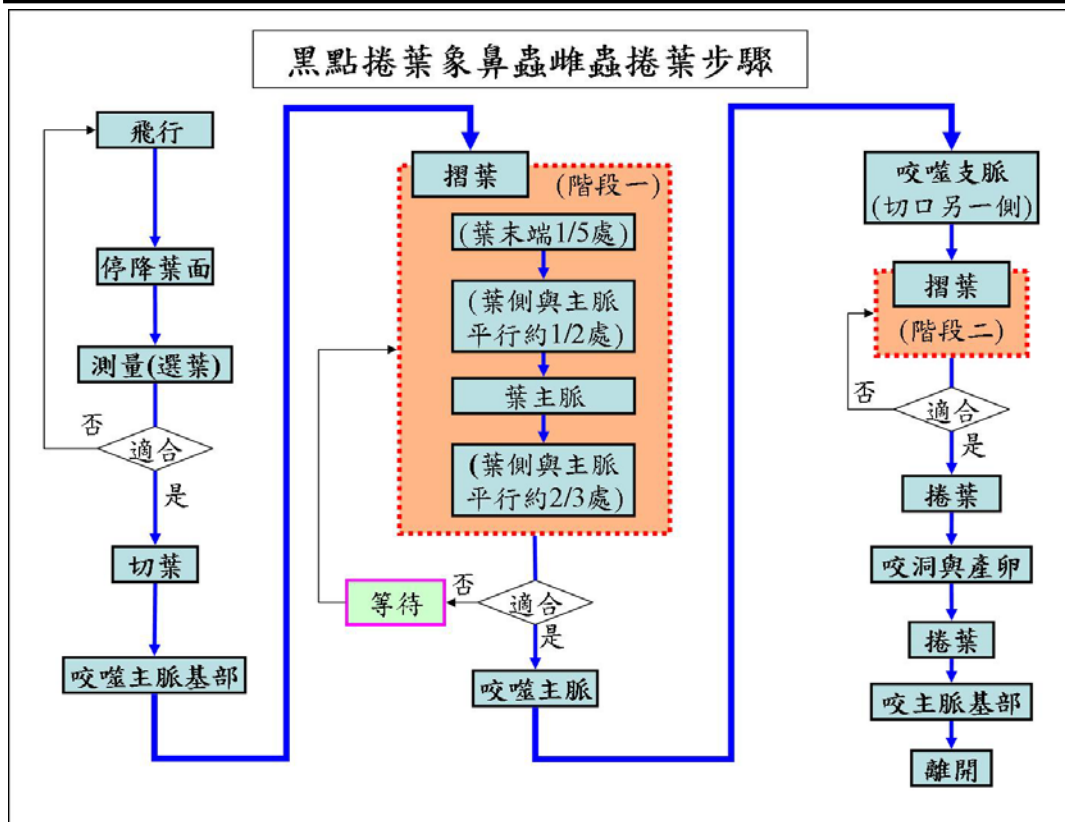 黑點捲葉象鼻蟲雌蟲捲葉步驟
飛行
停降葉面
測量(選葉)
否
適合
是
切葉
咬噬主脈基部
摺葉
(階段一)
(葉末端1/5處)
(葉側與主脈
平行約1/2處)
葉主脈
(葉側與主脈
平行約2/3處)
等待
否
適合
是
咬噬主脈
咬噬支脈
(切口另一側)
摺葉
(階段二)
否
適合
是
捲葉
咬洞與產卵
捲葉
咬主脈基部
離開